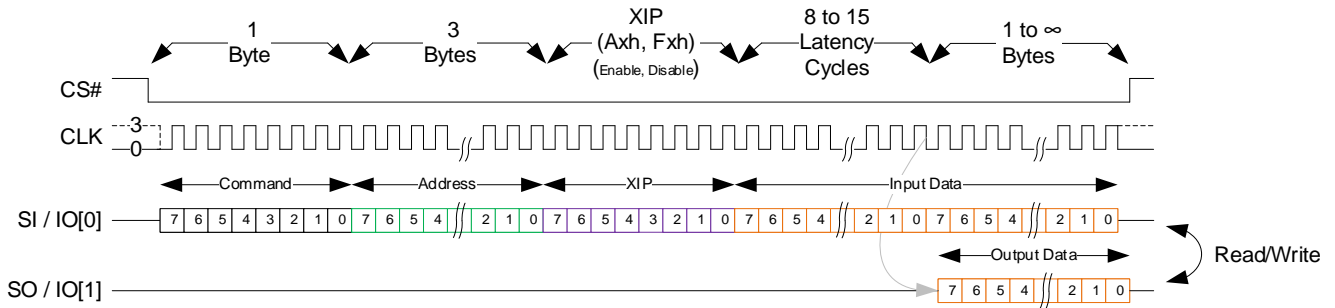 1
Byte
3
Bytes
XIP
(Axh, Fxh)
(Enable, Disable)
8 to 15
Latency
Cycles
1 to ∞
Bytes
CS#
CLK
3
0
Command
Address
XIP
Input Data
SI / IO[0]
7 6 5 4 3 2 1 0 7 6 5 4 2 1 0 7 6 5 4 3 2 1 0 7 6 5 4 2 1 0 7 6 5 4 2 1 0
Output Data
Read/Write
SO / IO[1]
7 6 5 4 2 1 0